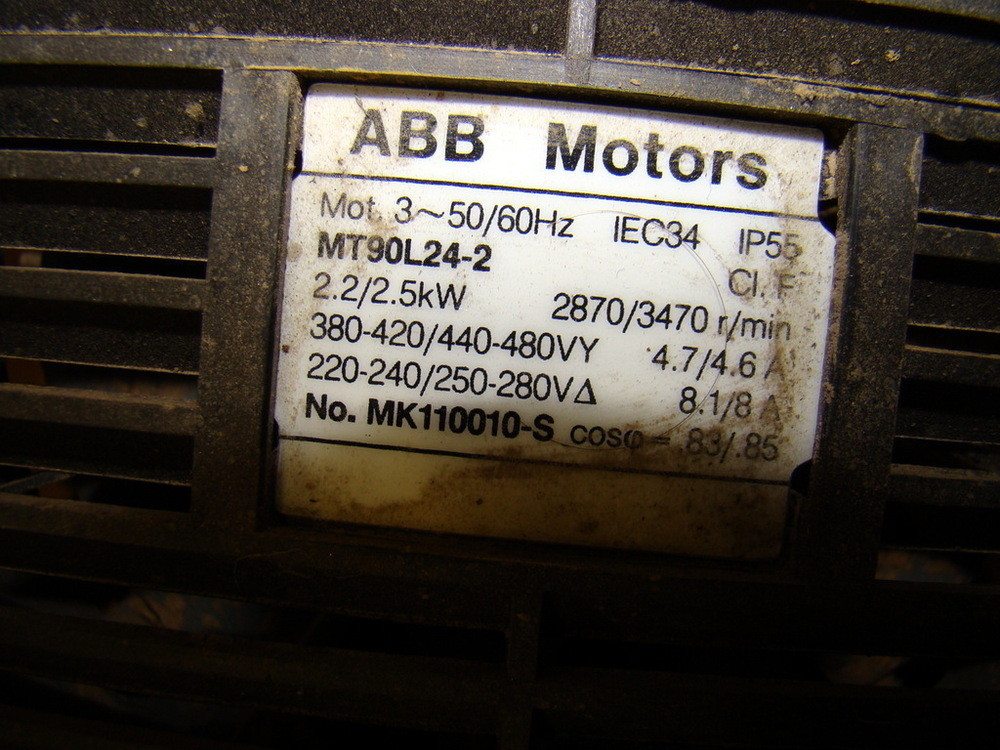 ABB Motors
Mot. 3~50/60Hz IEC34 IP55
MT90L24-2 Cl. F
2.2/2.5kW 2870/3470 r/min
380-420/440-480VY 4.7/4.6 A
220-240/250-280VΔ 8.1/8 A
No. MK110010-S cosφ = .83/.85